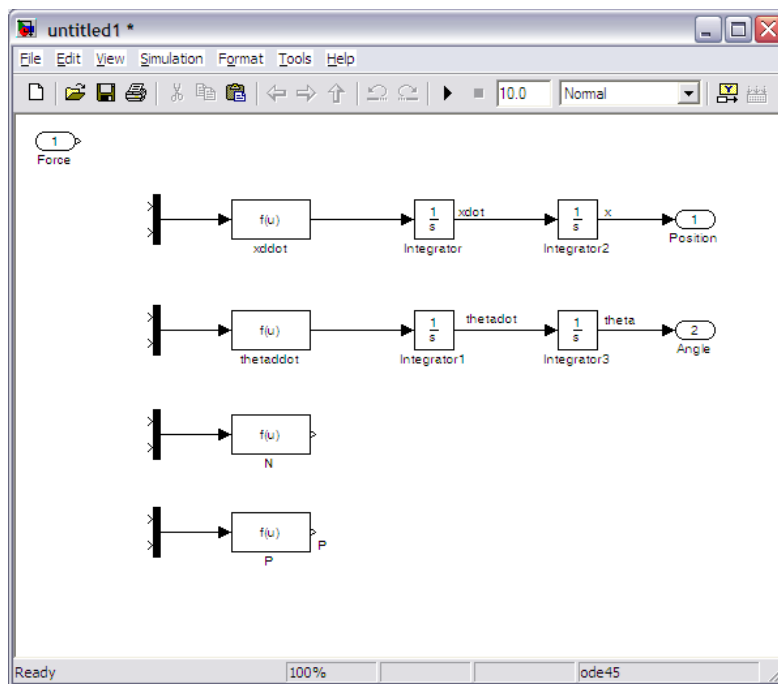 untitled1 *
File Edit View Simulation Format Tools Help
10.0 Normal
1
Force
f(u)
xddot
1
s
Integrator
xdot
1
s
Integrator2
x
1
Position
f(u)
thetaddot
1
s
Integrator1
thetadot
1
s
Integrator3
theta
2
Angle
f(u)
N
f(u)
P
P
Ready 100% ode45